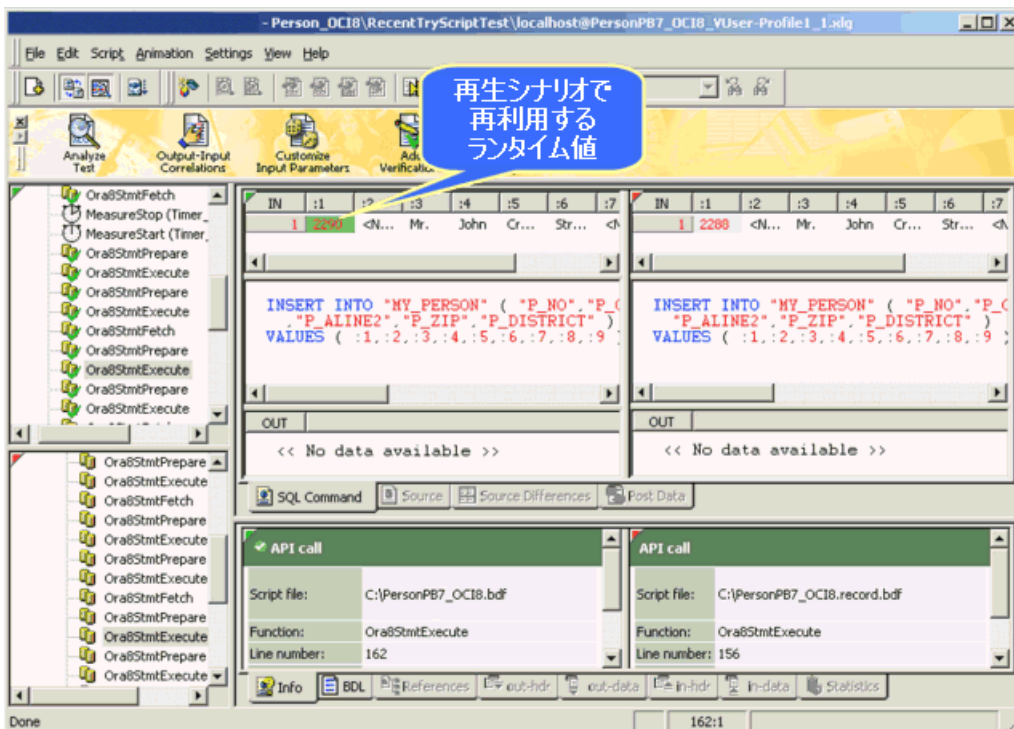 - Person_OCI8\RecentTryScriptTest\localhost@PersonPB7_OCI8_VUser-Profile1_1.xlg
File Edit Script Animation Settings View Help
再生シナリオで
再利用する
ランタイム値
Analyze
Test
Output-Input
Correlations
Customize
Input Parameters
Ora8StmtFetch
MeasureStop (Timer_
MeasureStart (Timer_
Ora8StmtPrepare
Ora8StmtExecute
Ora8StmtPrepare
Ora8StmtExecute
Ora8StmtFetch
Ora8StmtPrepare
Ora8StmtExecute
Ora8StmtPrepare
Ora8StmtExecute
IN :1 :2 :3 :4 :5 :6 :7
1 2290 <N... Mr. John Cr... Str... <N
INSERT INTO "MY_PERSON" ( "P_NO","P_C
,"P_ALINE2","P_ZIP","P_DISTRICT" )
VALUES ( :1,:2,:3,:4,:5,:6,:7,:8,:9
OUT
<< No data available >>
IN :1 :2 :3 :4 :5 :6 :7
1 2288 <N... Mr. John Cr... Str... <N
INSERT INTO "MY_PERSON" ( "P_NO","P_C
"P_ALINE2","P_ZIP","P_DISTRICT" )
VALUES ( :1,:2,:3,:4,:5,:6,:7,:8,:9 )
OUT
<< No data available >>
SQL Command Source Source Differences Post Data
Ora8StmtPrepare
Ora8StmtExecute
Ora8StmtFetch
Ora8StmtPrepare
Ora8StmtExecute
Ora8StmtPrepare
Ora8StmtExecute
Ora8StmtFetch
Ora8StmtPrepare
Ora8StmtExecute
Ora8StmtPrepare
Ora8StmtExecute
API call
Script file: C:\PersonPB7_OCI8.bdf
Function: Ora8StmtExecute
Line number: 162
API call
Script file: C:\PersonPB7_OCI8.record.bdf
Function: Ora8StmtExecute
Line number: 156
Info BDL References out-hdr out-data in-hdr in-data Statistics
Done 162:1